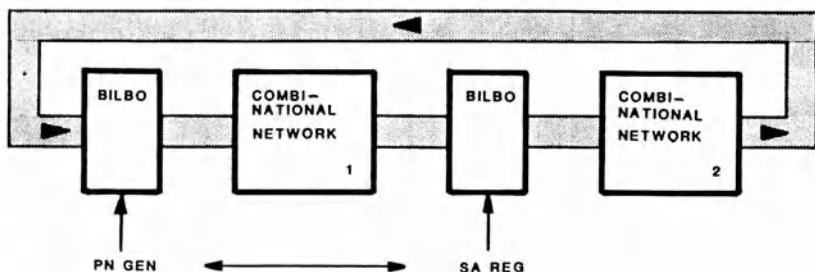 BILBO
COMBI-
NATIONAL
NETWORK
1
BILBO
COMBI-
NATIONAL
NETWORK
2
PN GEN
SA REG